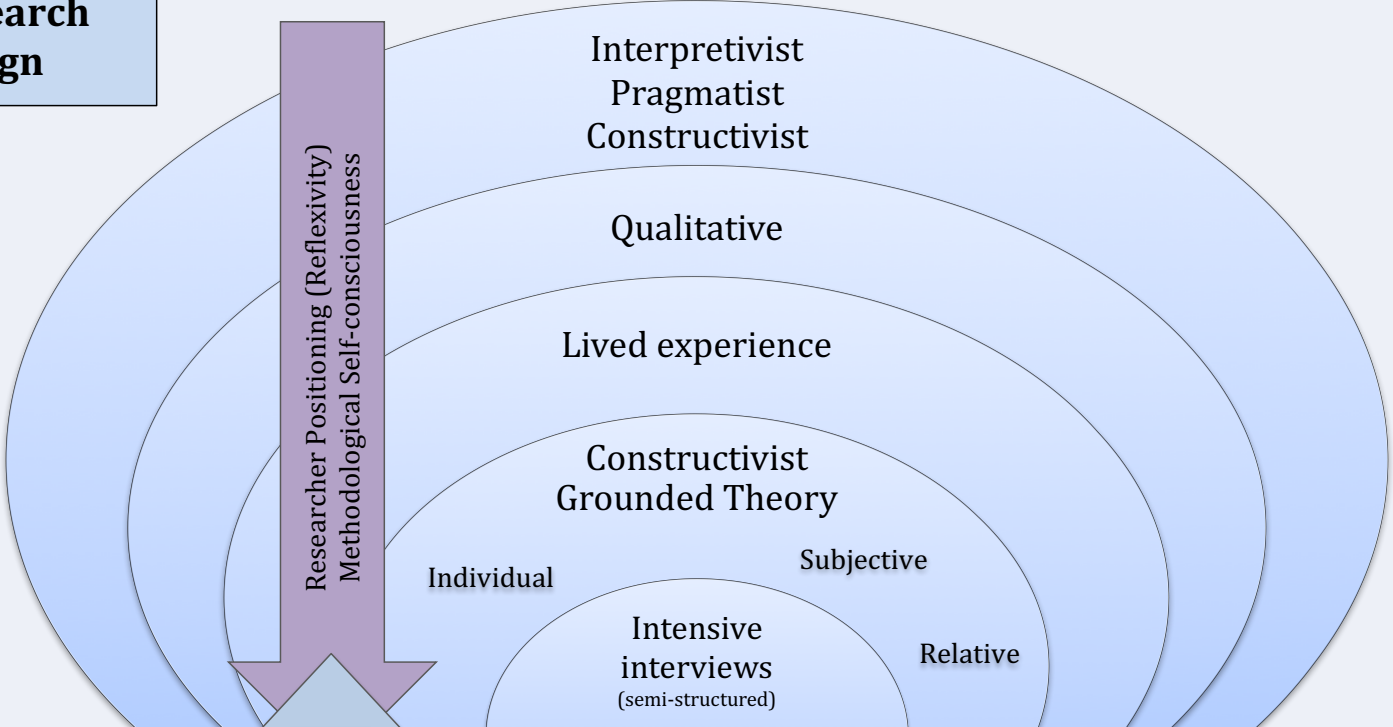 earch
gn
Interpretivist
Pragmatist
Constructivist
Researcher Positioning (Reflexivity)
Methodological Self-consciousness
Qualitative
Lived experience
Constructivist
Grounded Theory
Individual
Subjective
Relative
Intensive
interviews
(semi-structured)